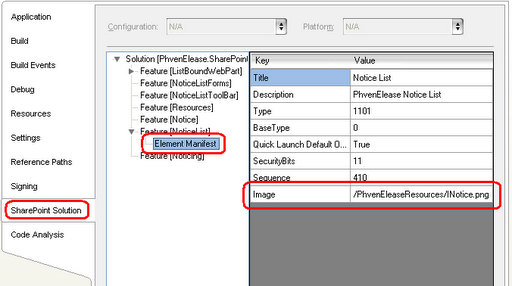 Application
Build
Build Events
Debug
Resources
Settings
Reference Paths
Signing
SharePoint Solution
Code Analysis
Configuration: N/A Platform: N/A
Solution [PhvenElease.SharePoi
Feature [ListBoundWebPart]
Feature [NoticeListForms]
Feature [NoticeListToolBar]
Feature [Resources]
Feature [Notice]
Feature [NoticeList]
Element Manifest
Feature [Noticing]
Key Value
Title Notice List
Description PhvenElease Notice List
Type 1101
BaseType 0
Quick Launch Default O... True
SecurityBits 11
Sequence 410
Image /PhvenEleaseResources/INotice.png